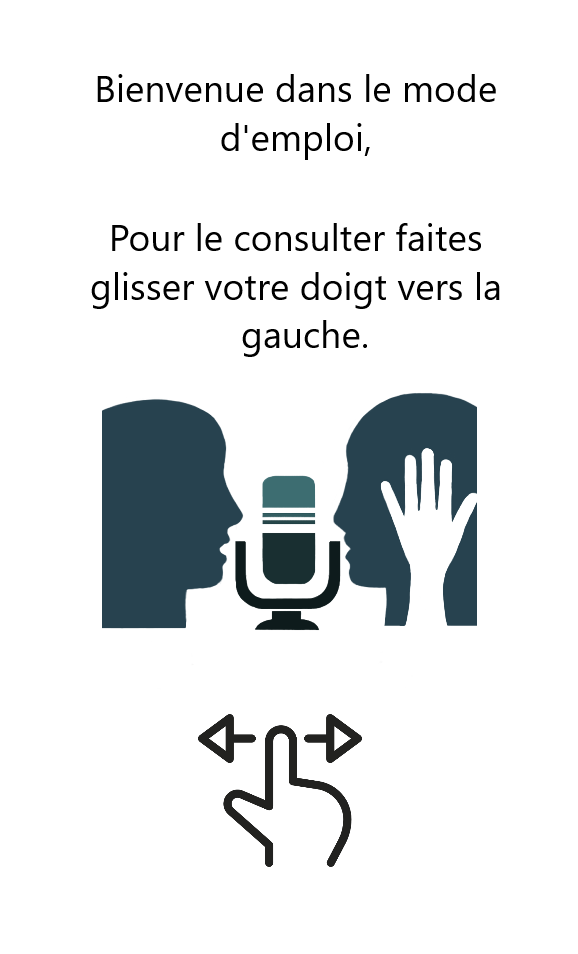 Bienvenue dans le mode
d'emploi,
Pour le consulter faites
glisser votre doigt vers la
gauche.